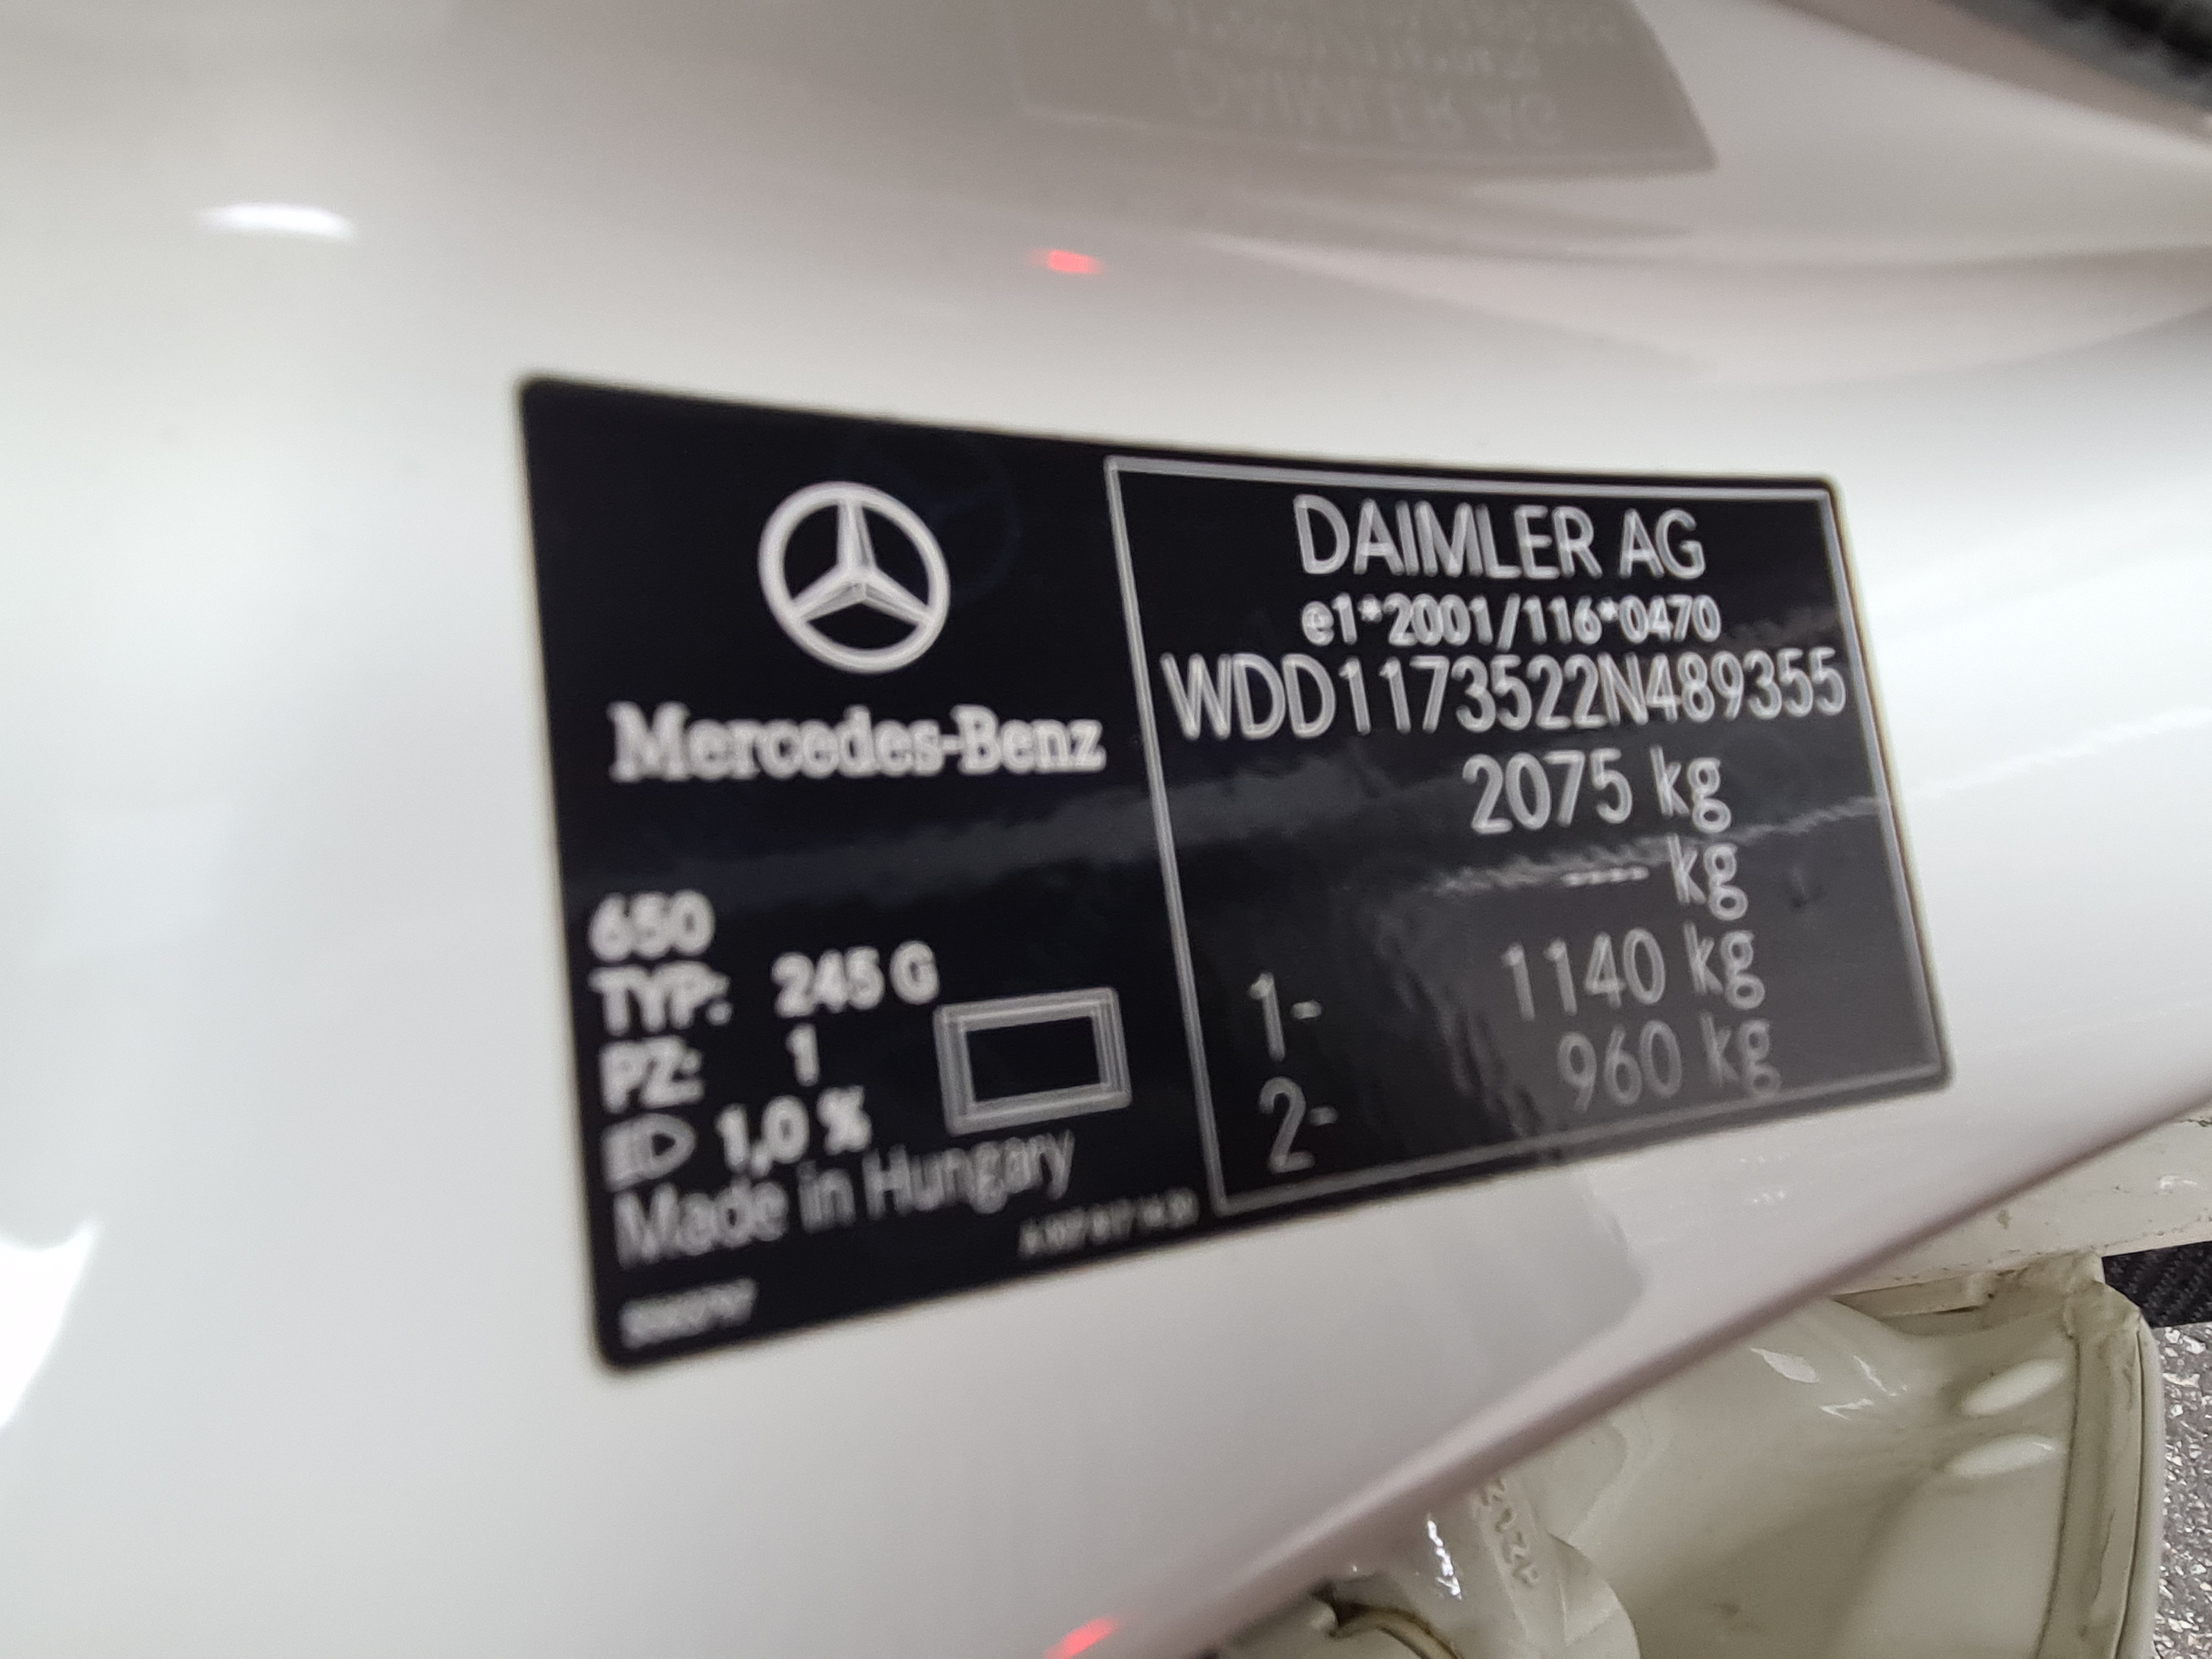 Mercedes-Benz
650
TYP: 245 G
PZ: 1
1,0 %
Made in Hungary
DAIMLER AG
e1*2001/116*0470
WDD1173522N489355
2075 kg
---- kg
1- 1140 kg
2- 960 kg